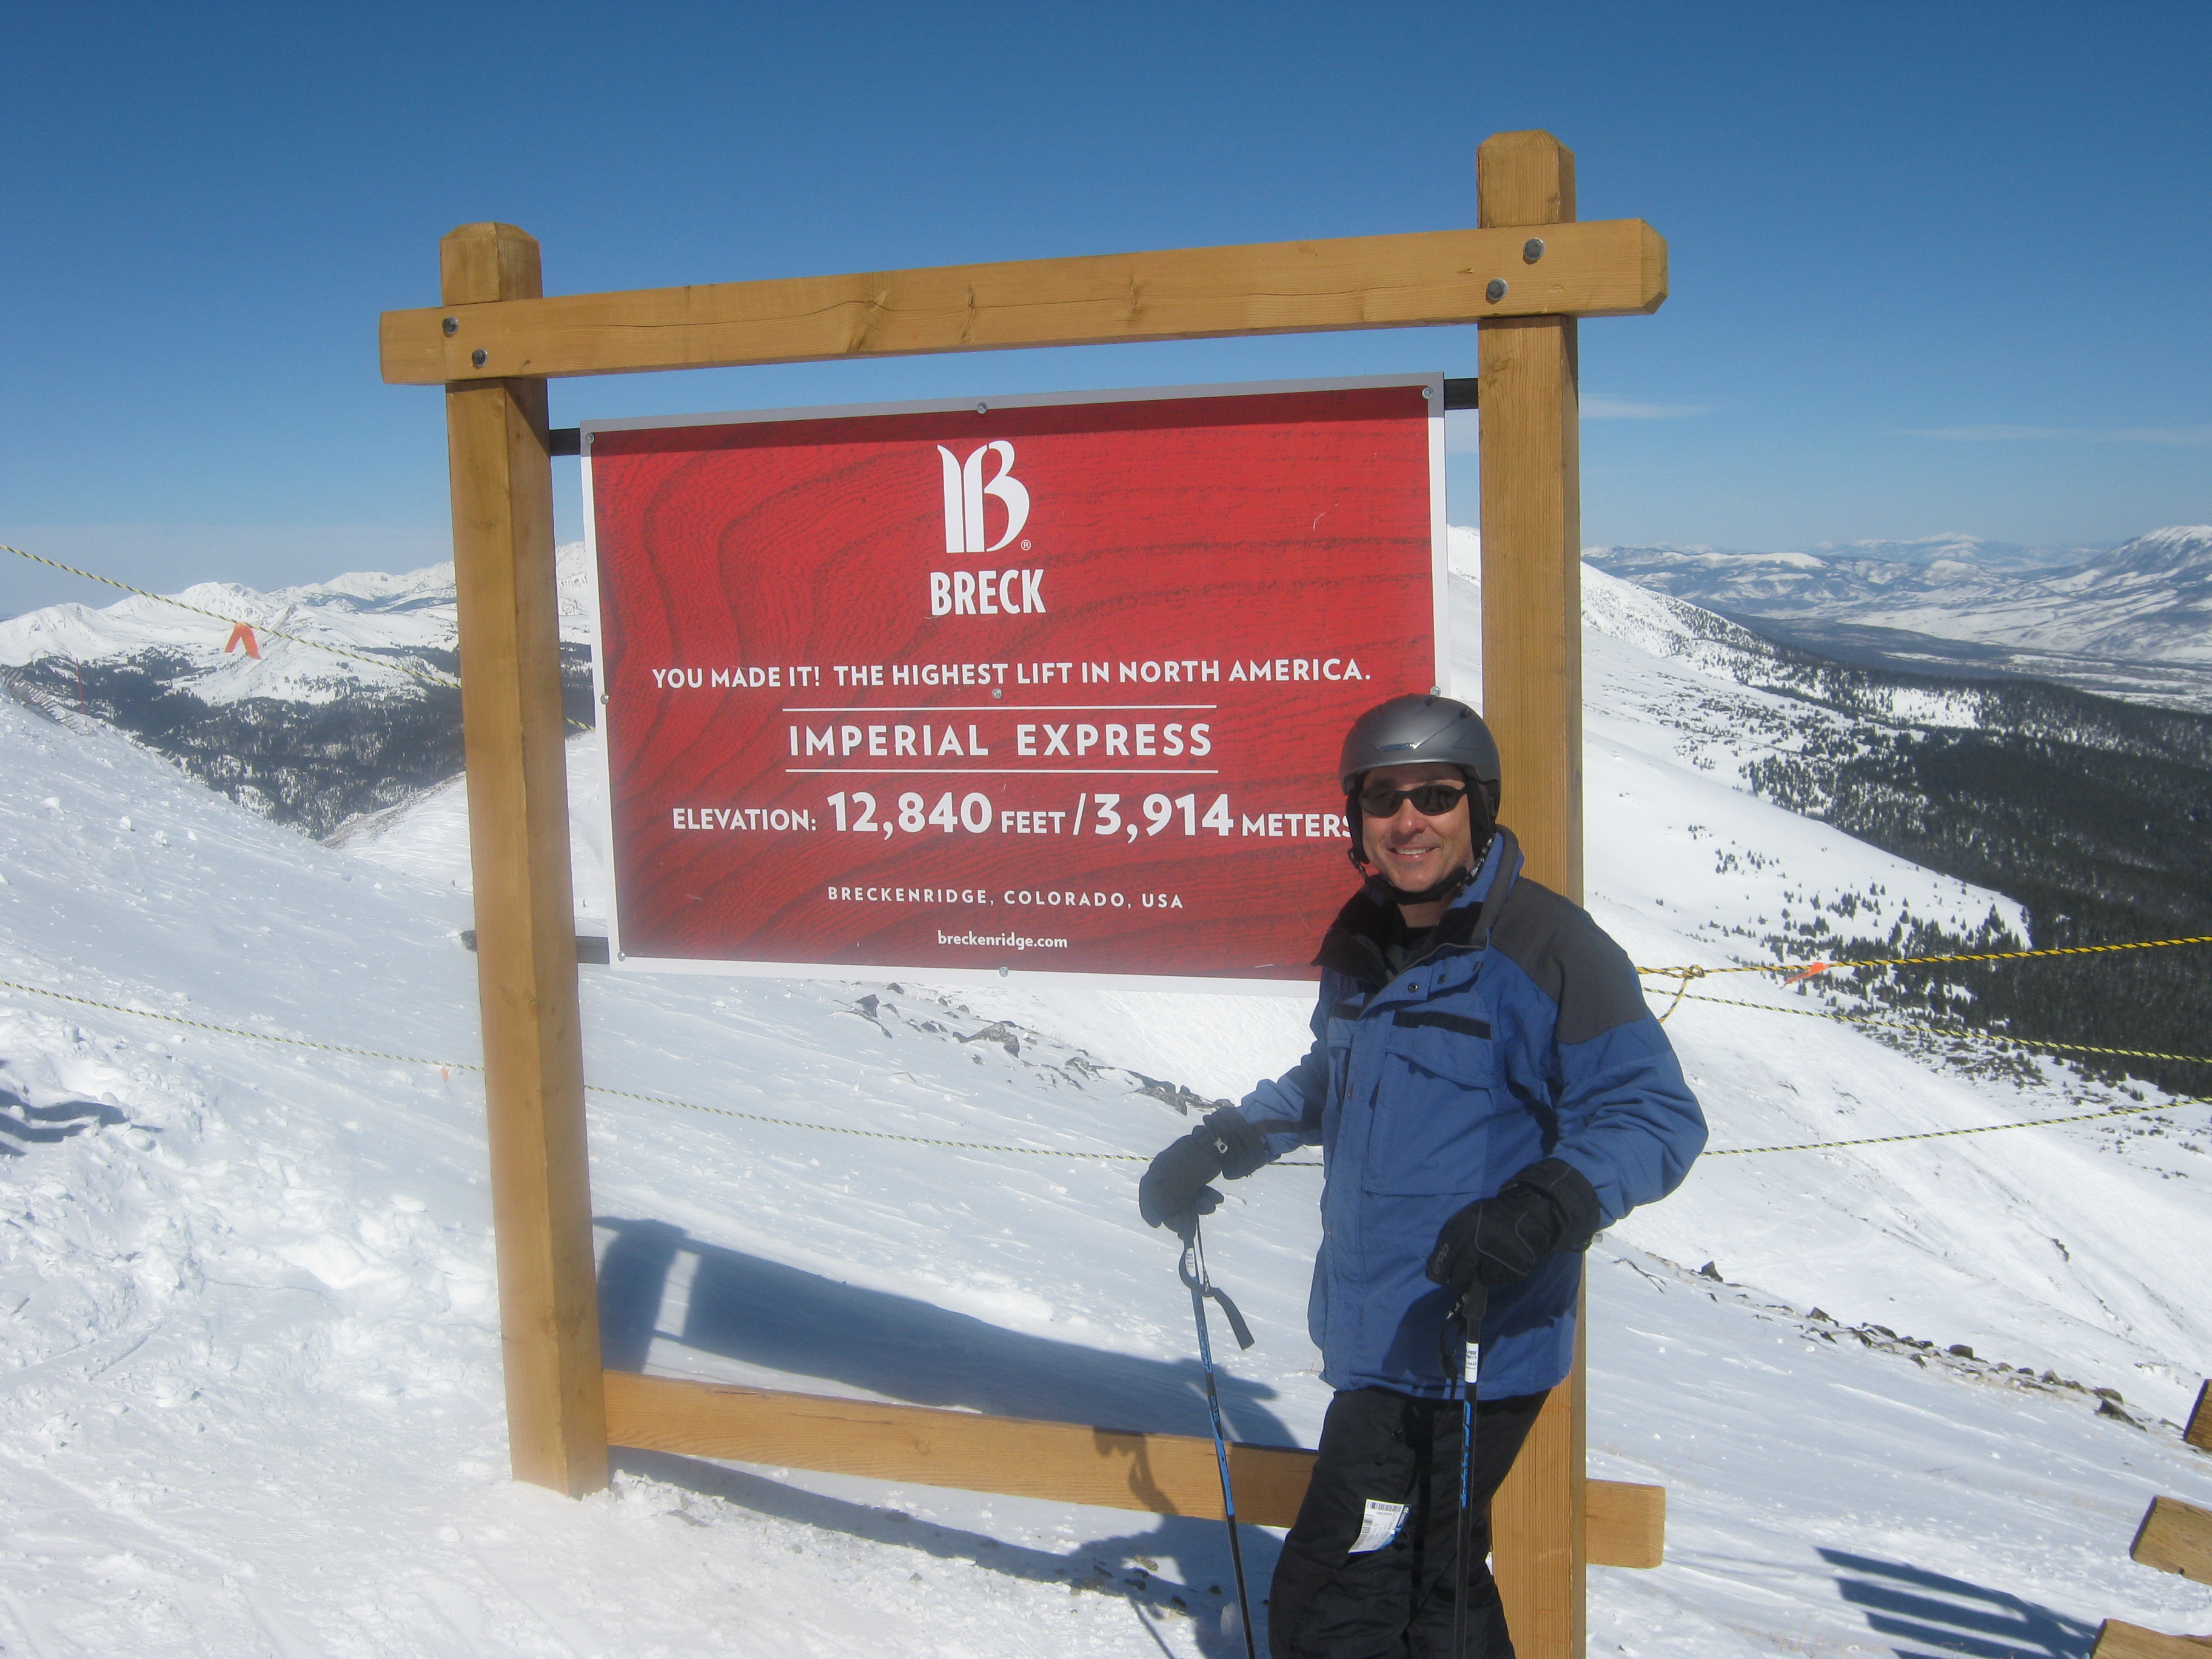 B®
BRECK
YOU MADE IT! THE HIGHEST LIFT IN NORTH AMERICA.
IMPERIAL EXPRESS
ELEVATION: 12,840 FEET / 3,914 METERS
BRECKENRIDGE, COLORADO, USA
breckenridge.com